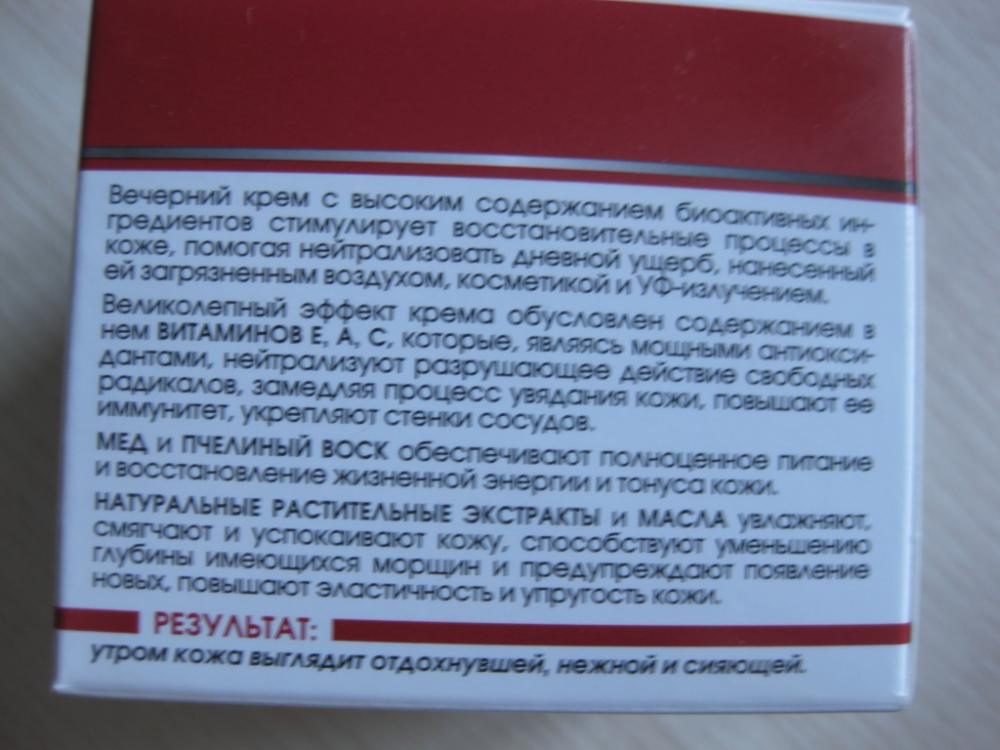 Вечерний крем с высоким содержанием биоактивных ин-
гредиентов стимулирует восстановительные процессы в
коже, помогая нейтрализовать дневной ущерб, нанесенный
ей загрязненным воздухом, косметикой и УФ-излучением.
Великолепный эффект крема обусловлен содержанием в
нем ВИТАМИНОВ Е, А, С, которые, являясь мощными антиокси-
дантами, нейтрализуют разрушающее действие свободных
радикалов, замедляя процесс увядания кожи, повышают ее
иммунитет, укрепляют стенки сосудов.
МЕД и ПЧЕЛИНЫЙ ВОСК обеспечивают полноценное питание
и восстановление жизненной энергии и тонуса кожи.
НАТУРАЛЬНЫЕ РАСТИТЕЛЬНЫЕ ЭКСТРАКТЫ и МАСЛА увлажняют,
смягчают и успокаивают кожу, способствуют уменьшению
глубины имеющихся морщин и предупреждают появление
новых, повышают эластичность и упругость кожи.
РЕЗУЛЬТАТ:
утром кожа выглядит отдохнувшей, нежной и сияющей.